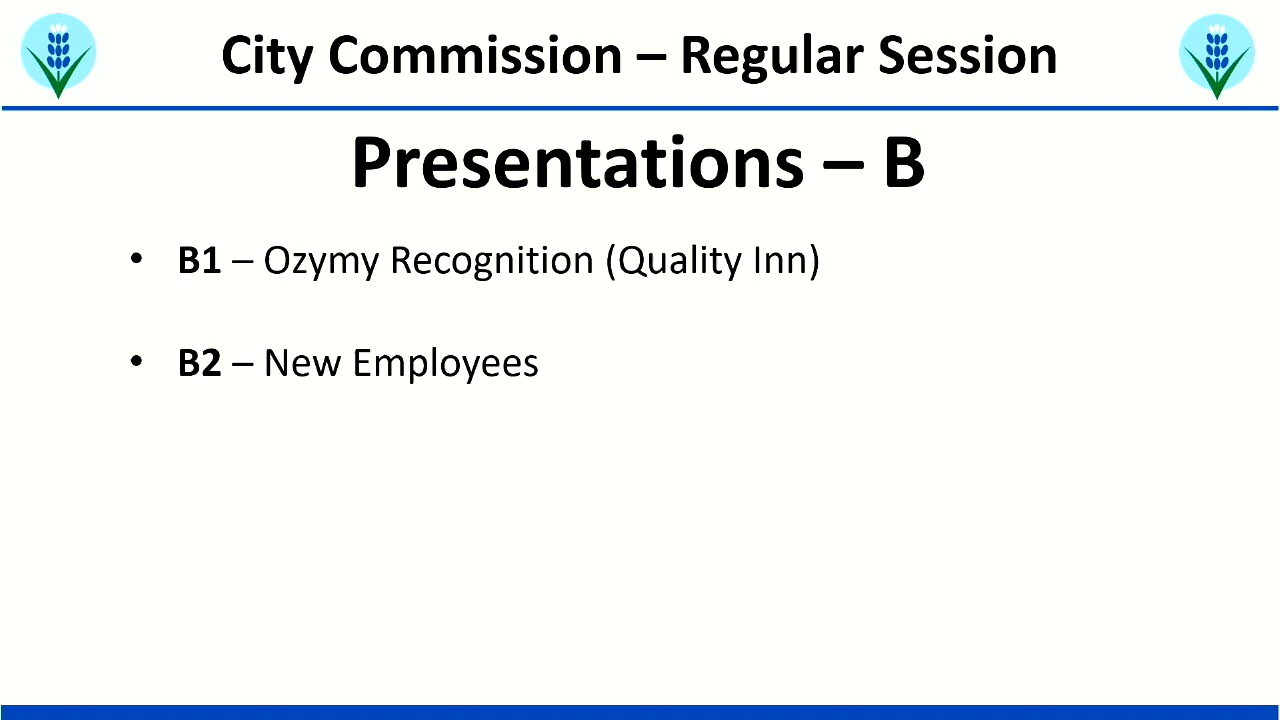 City Commission – Regular Session
Presentations – B
• B1 – Ozymy Recognition (Quality Inn)
• B2 – New Employees